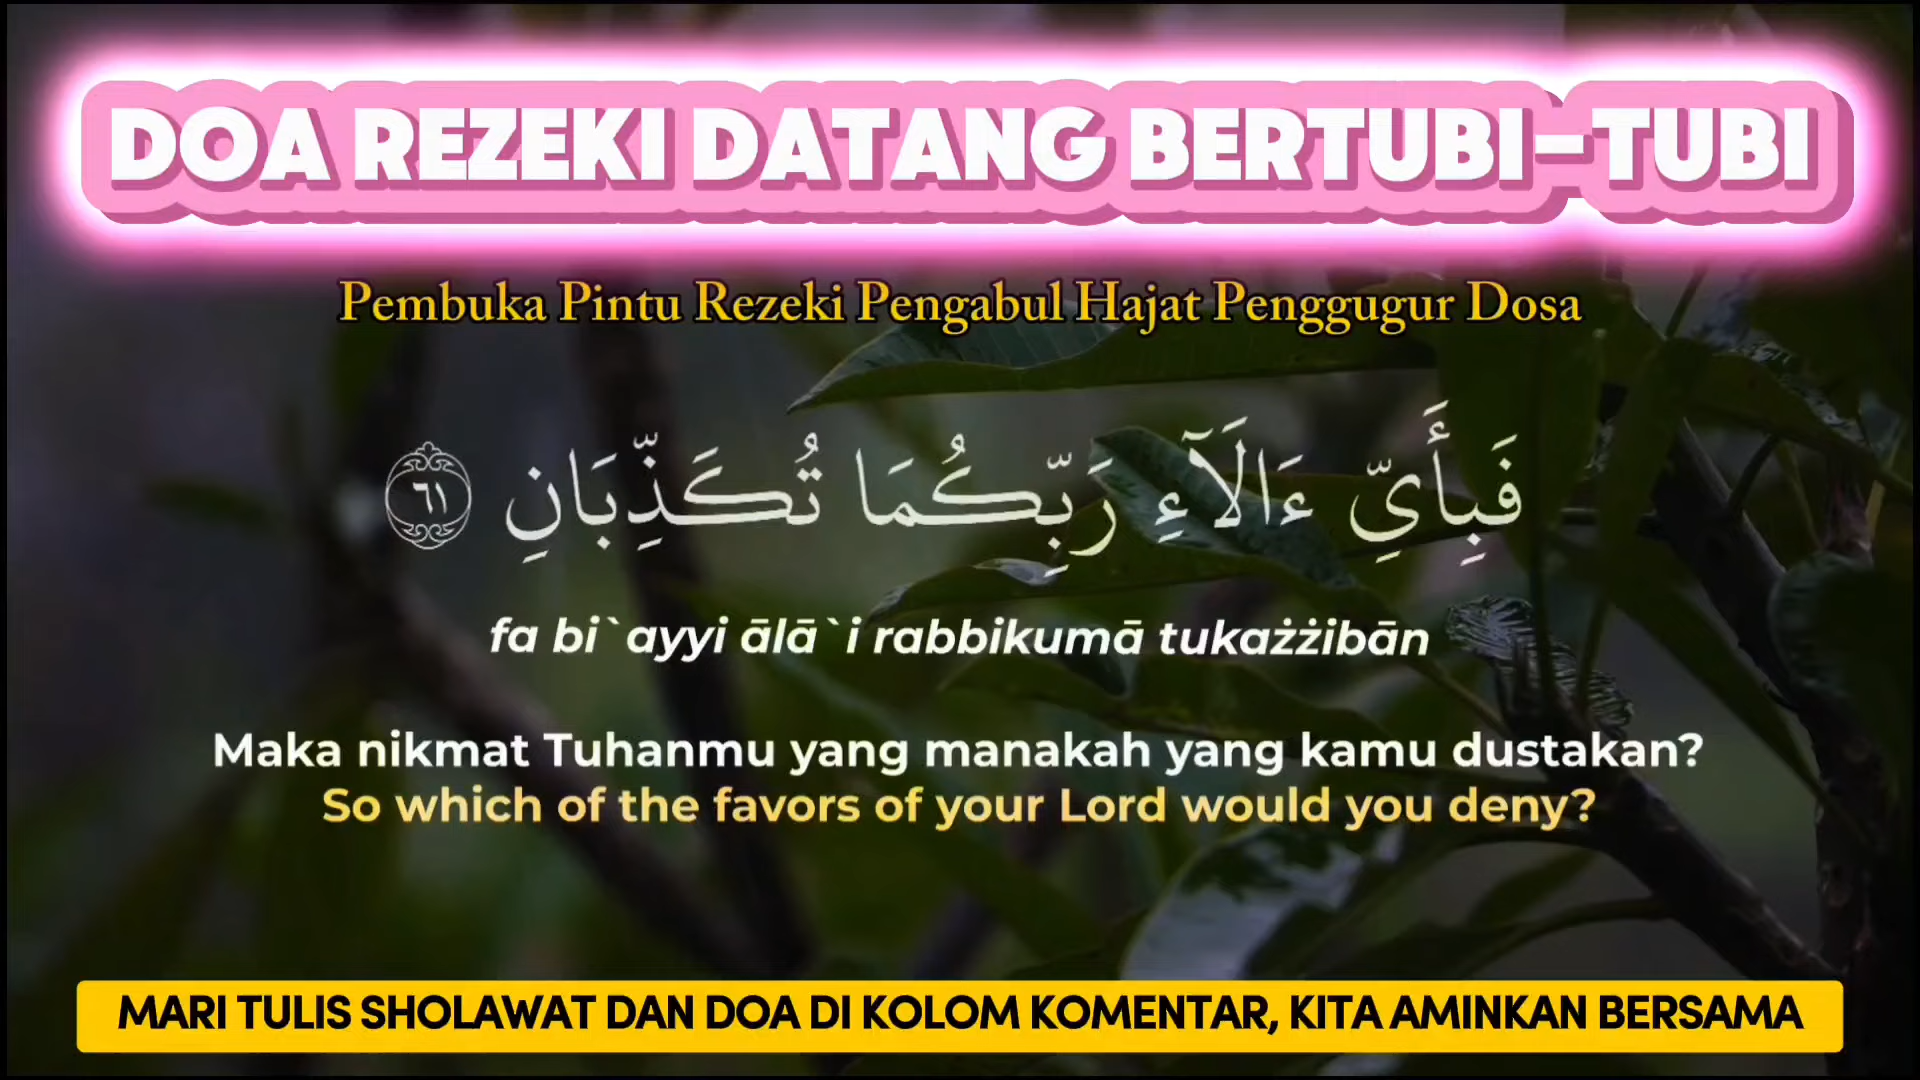 DOA REZEKI DATANG BERTUBI-TUBI
Pembuka Pintu Rezeki Pengabul Hajat Penggugur Dosa
فَبِأَيِّ ءَالَآءِ رَبِّكُمَا تُكَذِّبَانِ ٦١
fa bi`ayyi ālā`i rabbikumā tukażżibān
Maka nikmat Tuhanmu yang manakah yang kamu dustakan?
So which of the favors of your Lord would you deny?
MARI TULIS SHOLAWAT DAN DOA DI KOLOM KOMENTAR, KITA AMINKAN BERSAMA